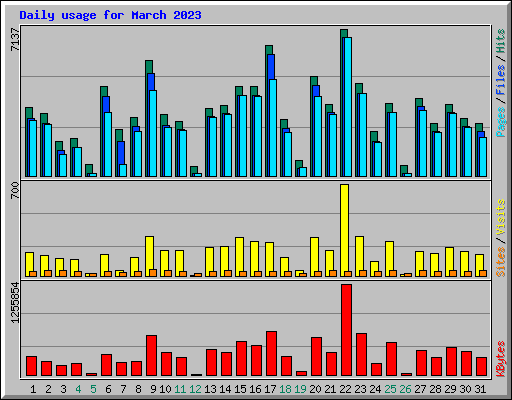 Daily usage for March 2023
7137
Pages / Files / Hits
700
Sites / Visits
1255854
KBytes
1 2 3 4 5 6 7 8 9 10 11 12 13 14 15 16 17 18 19 20 21 22 23 24 25 26 27 28 29 30 31